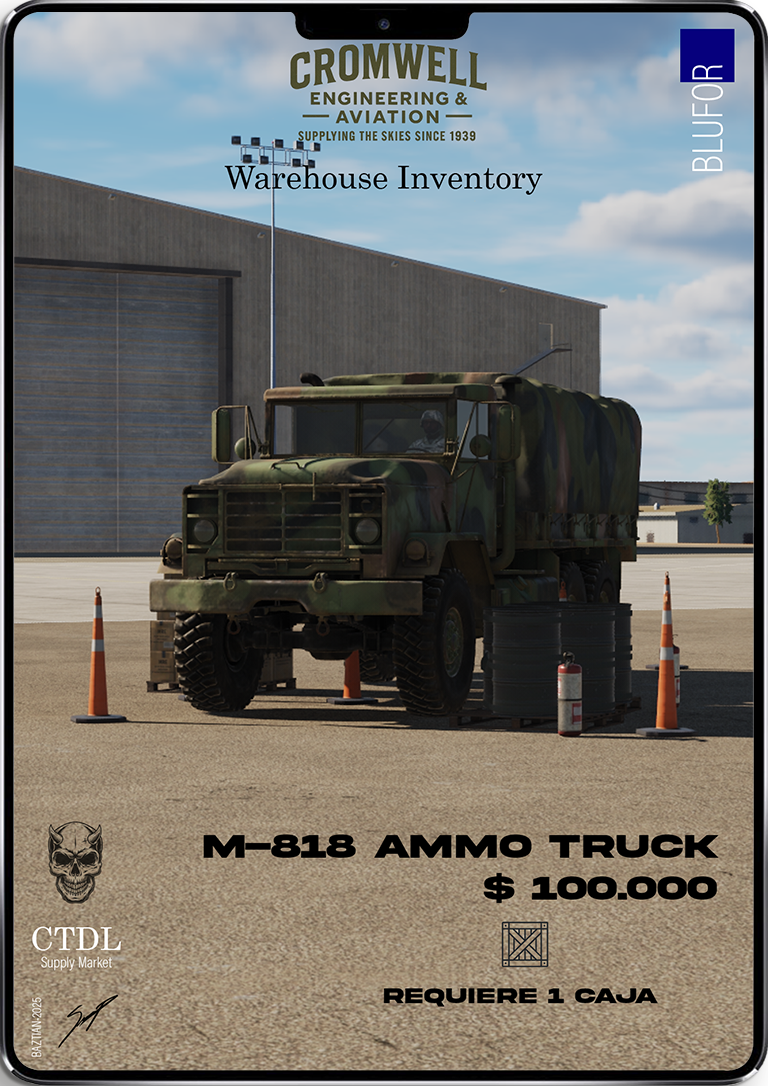 CROMWELL
ENGINEERING &
AVIATION
SUPPLYING THE SKIES SINCE 1939
BLUFOR
Warehouse Inventory
M-818 AMMO TRUCK
$ 100.000
REQUIERE 1 CAJA
CTDL
Supply Market
BAZTIAN-2025